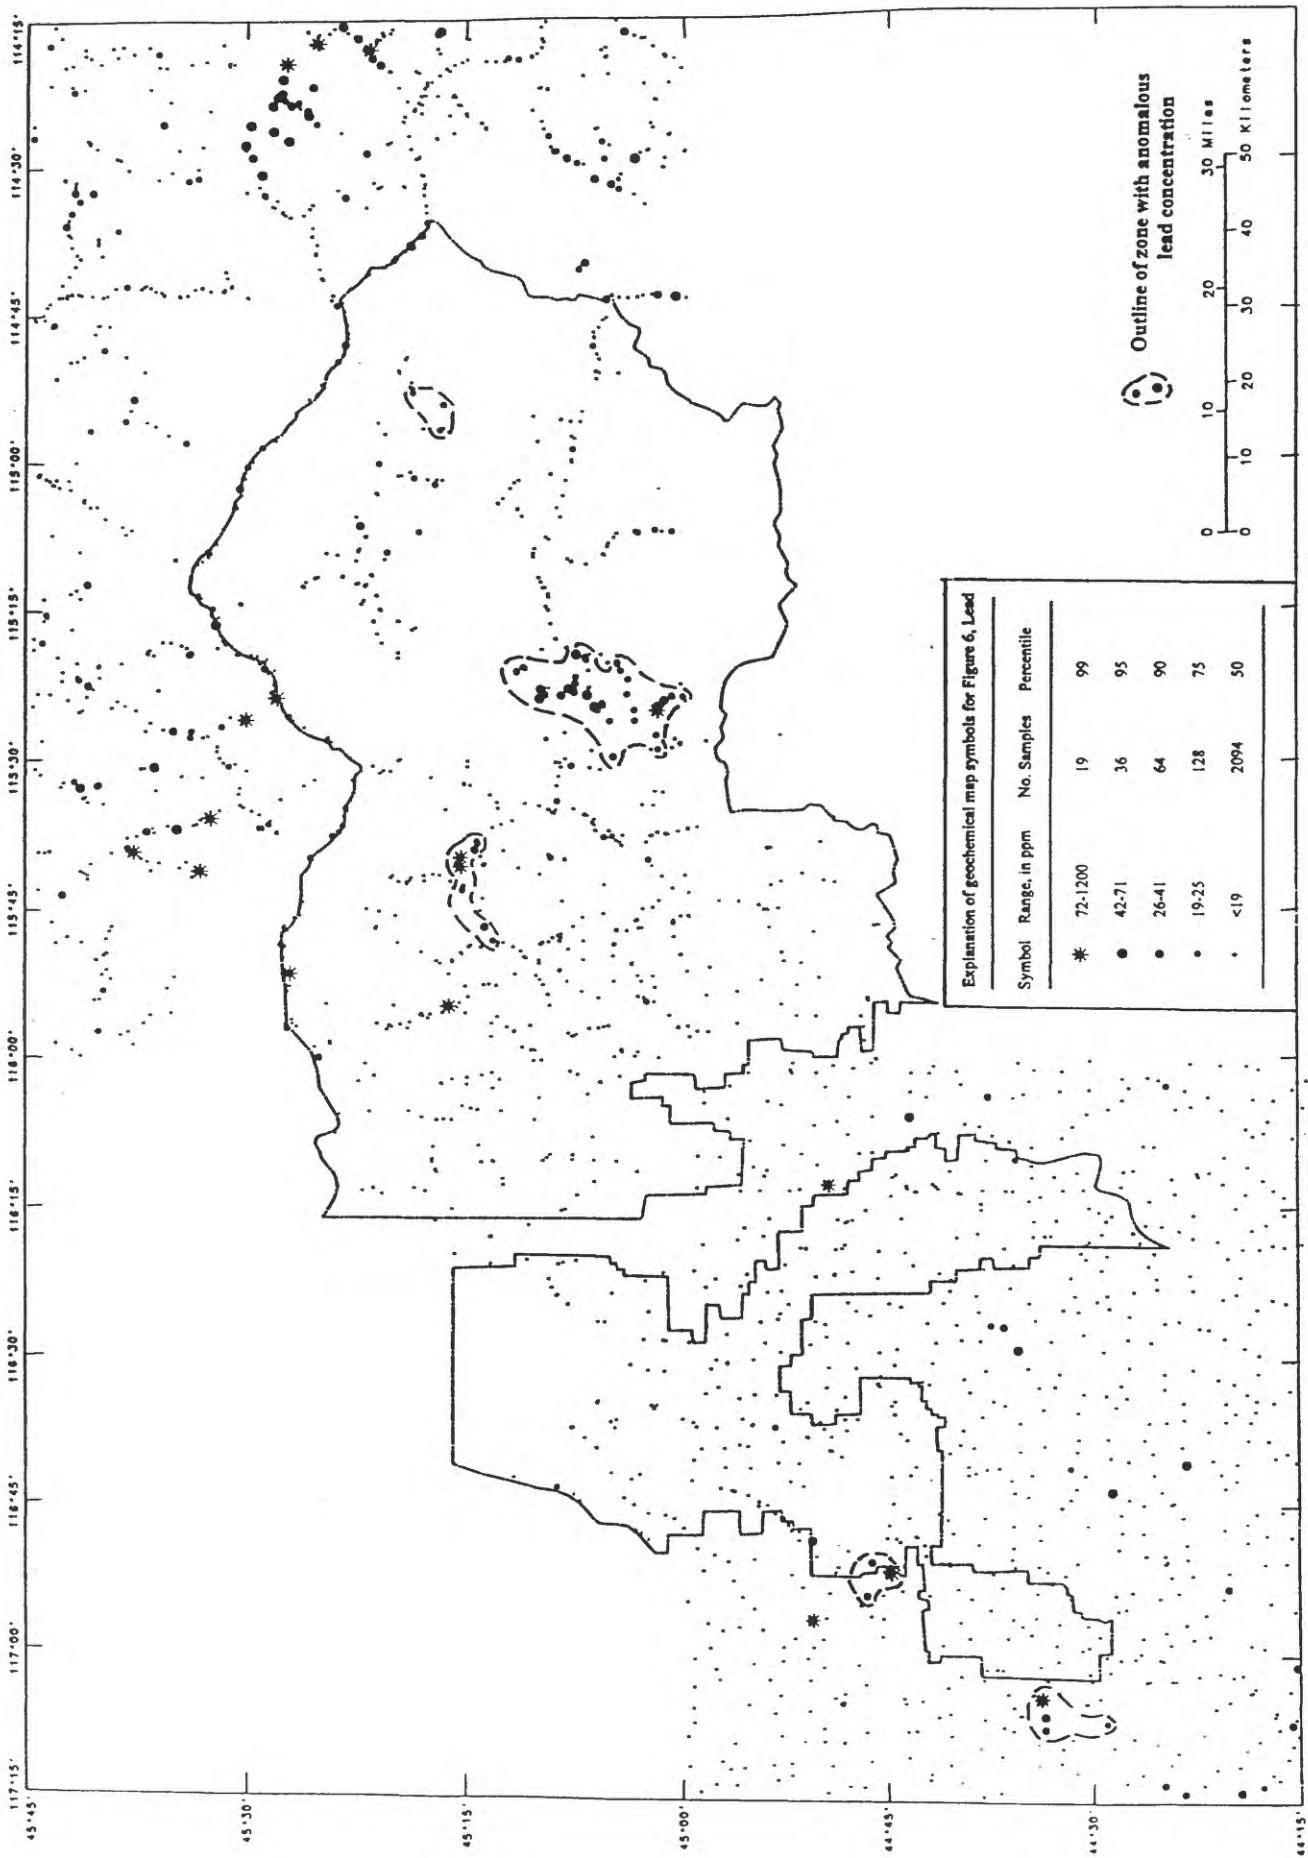 117°15'
117°00'
116°45'
116°30'
116°15'
116°00'
115°45'
115°30'
115°15'
115°00'
114°45'
114°30'
114°15'
45°45'
45°30'
45°15'
45°00'
44°45'
44°30'
44°15'
Outline of zone with anomalous
lead concentration
0 10 20 30 Miles
0 10 20 30 40 50 Kilometers
Explanation of geochemical map symbols for Figure 6, Lead
Symbol Range, in ppm No. Samples Percentile
72-1200 19 99
42-71 36 95
26-41 64 90
19-25 128 75
<19 2094 50